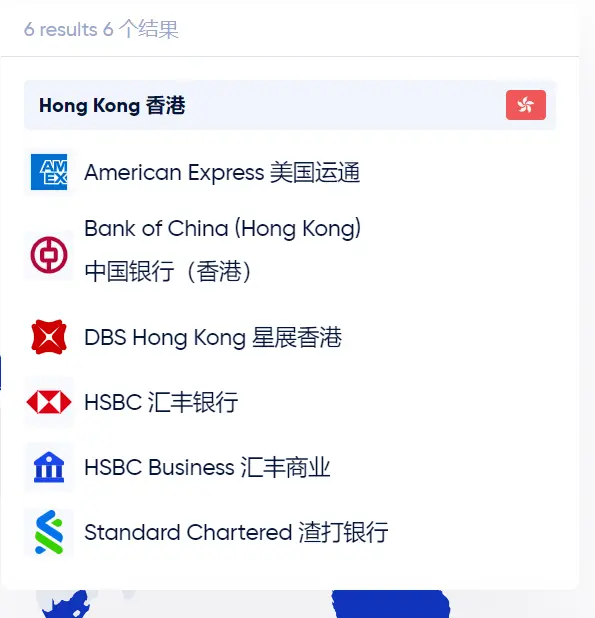 6 results 6 个结果
Hong Kong 香港
AM
EX
American Express 美国运通
Bank of China (Hong Kong)
中国银行（香港）
DBS Hong Kong 星展香港
HSBC 汇丰银行
HSBC Business 汇丰商业
Standard Chartered 渣打银行